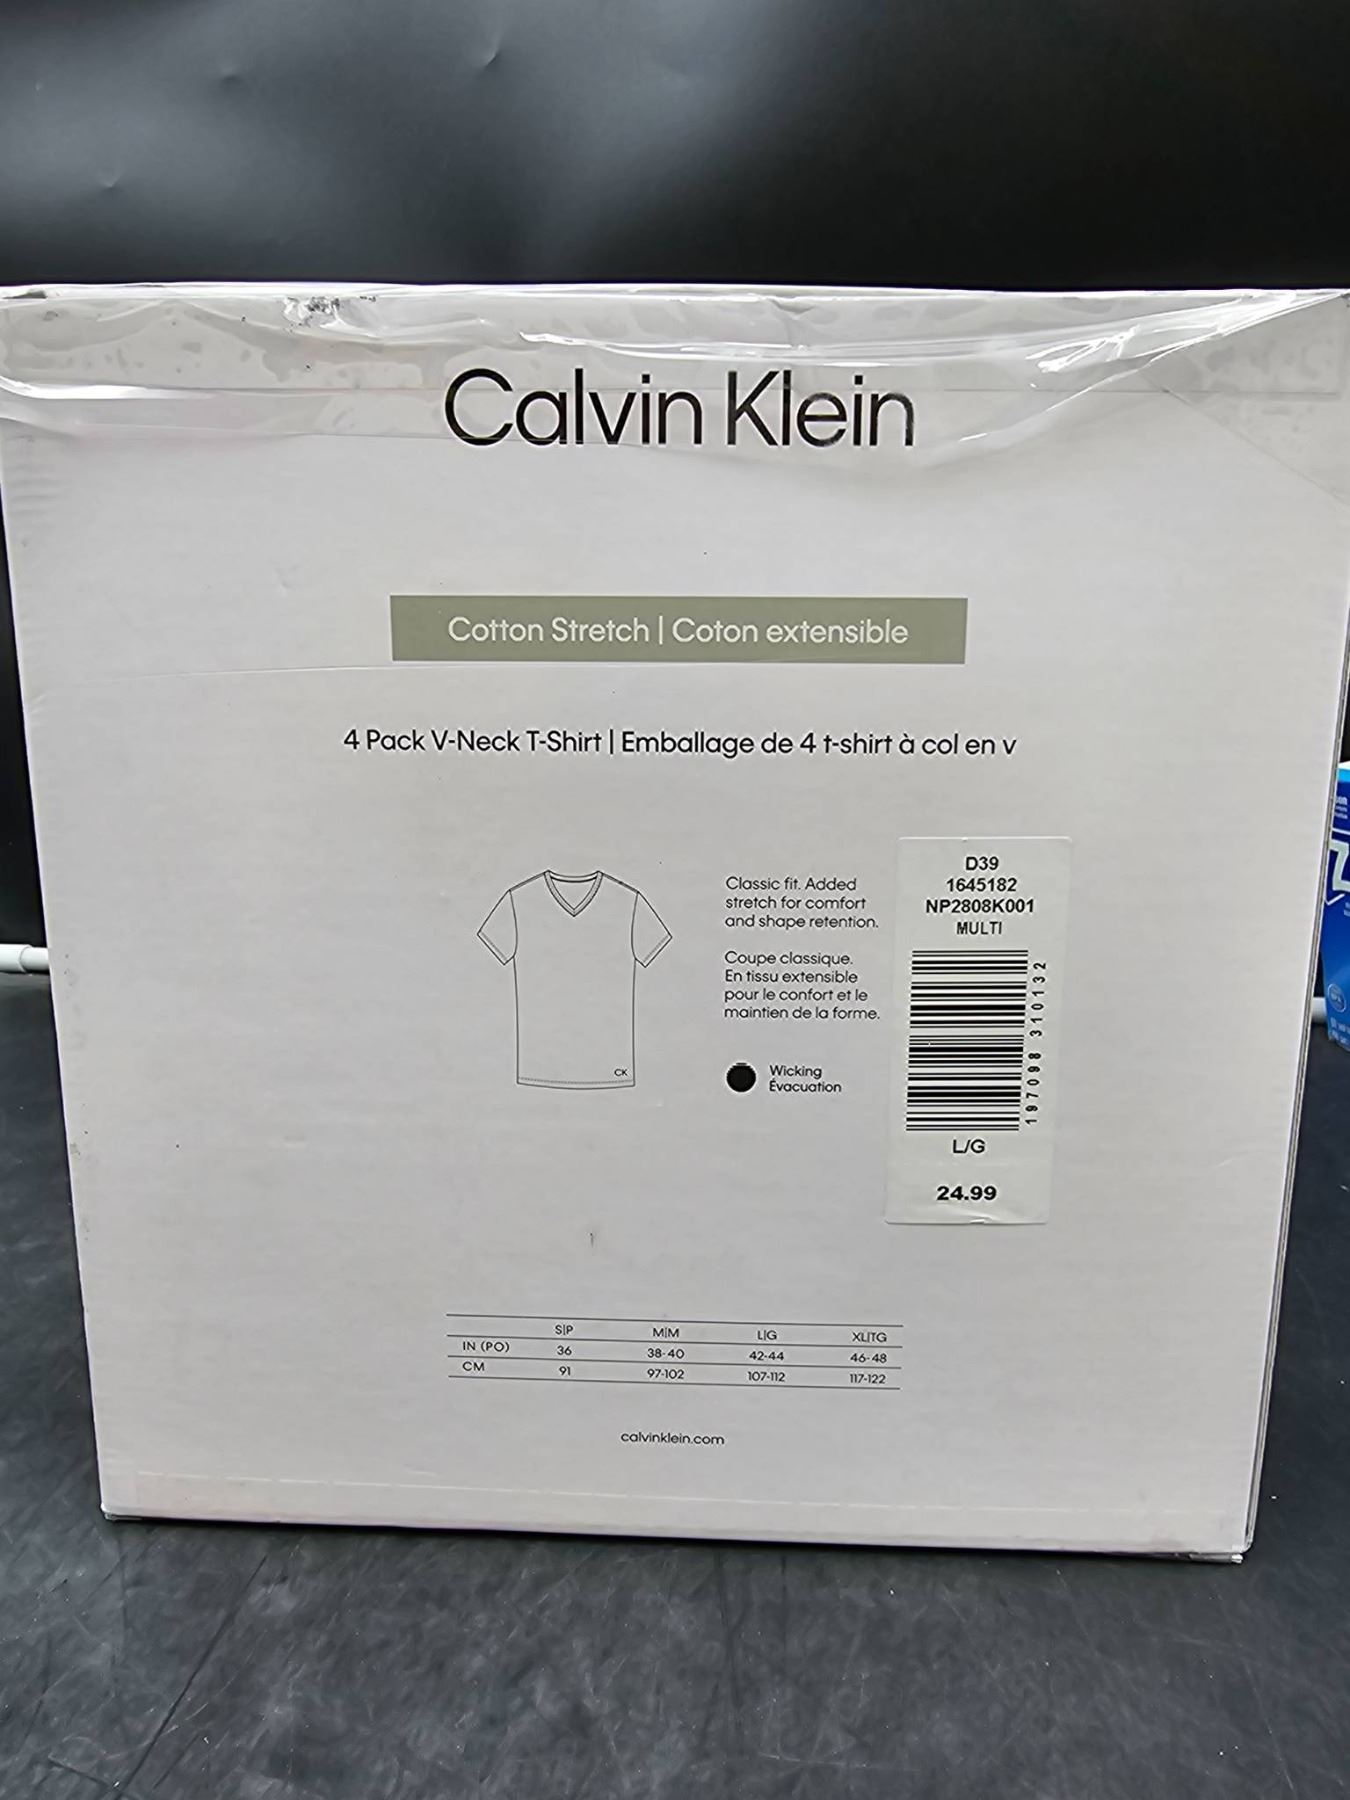 Calvin Klein
Cotton Stretch | Coton extensible
4 Pack V-Neck T-Shirt | Emballage de 4 t-shirt à col en v
CK
Classic fit. Added
stretch for comfort
and shape retention.
Coupe classique.
En tissu extensible
pour le confort et le
maintien de la forme.
Wicking
Évacuation
D39
1645182
NP2808K001
MULTI
197098 310132
L/G
24.99
S|P M|M L|G XL|TG
IN (PO) 36 38-40 42-44 46-48
CM 91 97-102 107-112 117-122
calvinklein.com